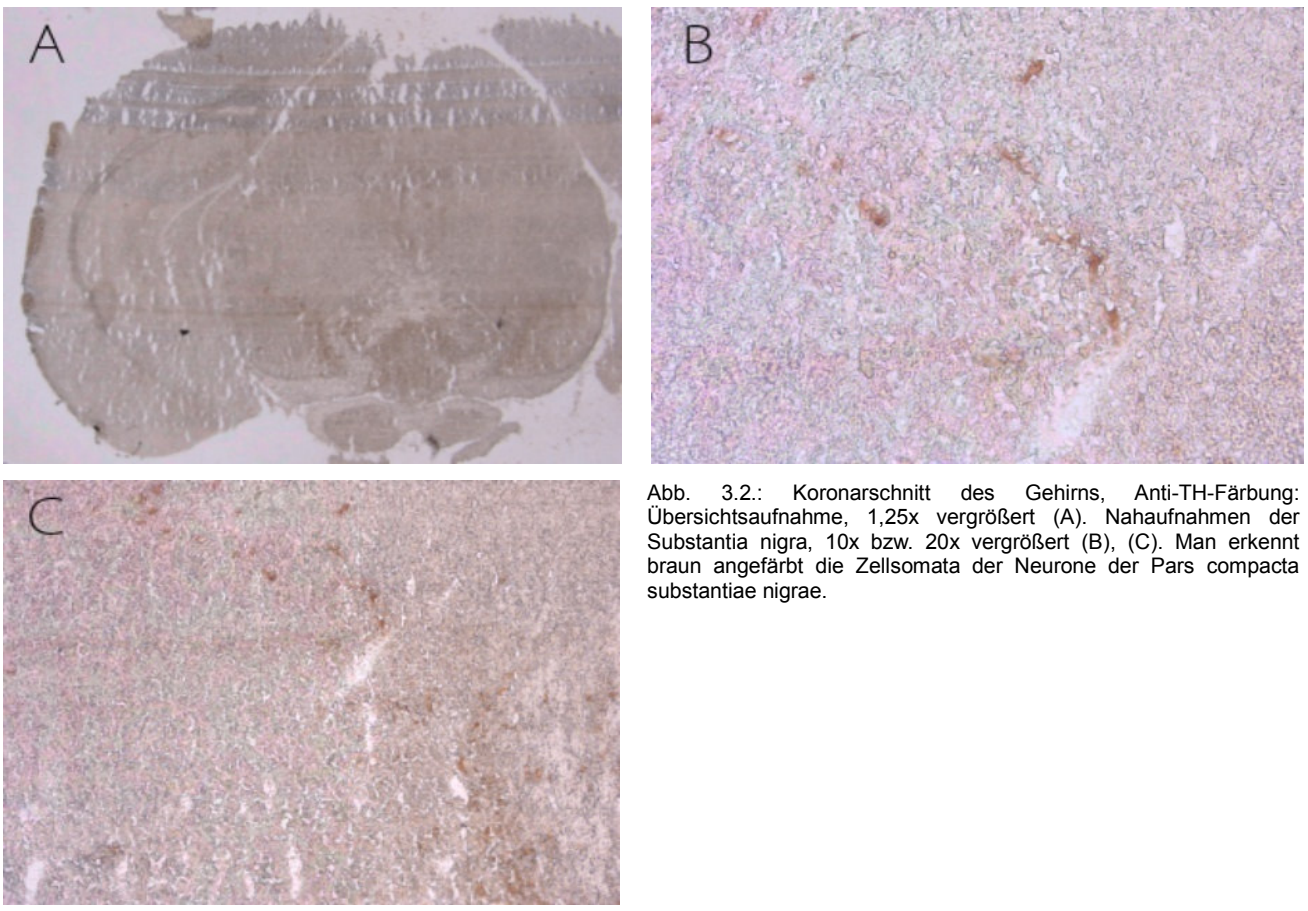 A
B
C
Abb. 3.2.: Koronarschnitt des Gehirns, Anti-TH-Färbung:
Übersichtsaufnahme, 1,25x vergrößert (A). Nahaufnahmen der
Substantia nigra, 10x bzw. 20x vergrößert (B), (C). Man erkennt
braun angefärbt die Zellsomata der Neurone der Pars compacta
substantiae nigrae.